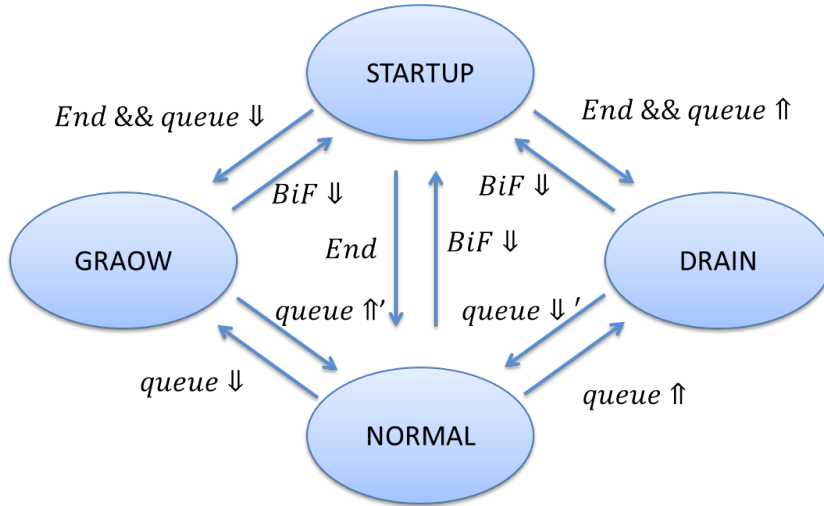 STARTUP
End && queue ⇓
End && queue ⇑
BiF ⇓
BiF ⇓
GRAOW
End
BiF ⇓
DRAIN
queue ⇑′
queue ⇓′
queue ⇓
queue ⇑
NORMAL